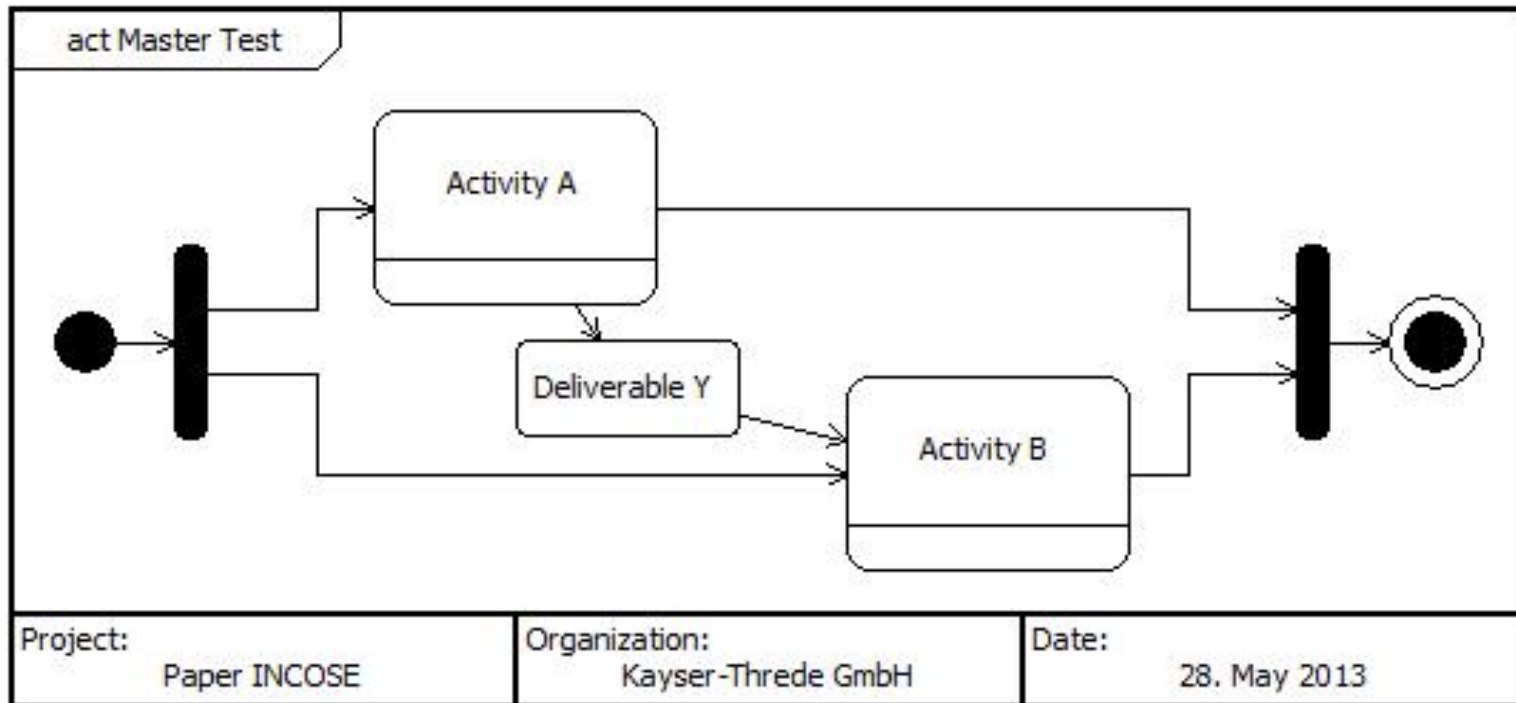 act Master Test
Activity A
Deliverable Y
Activity B
Project:
Paper INCOSE
Organization:
Kayser-Threde GmbH
Date:
28. May 2013